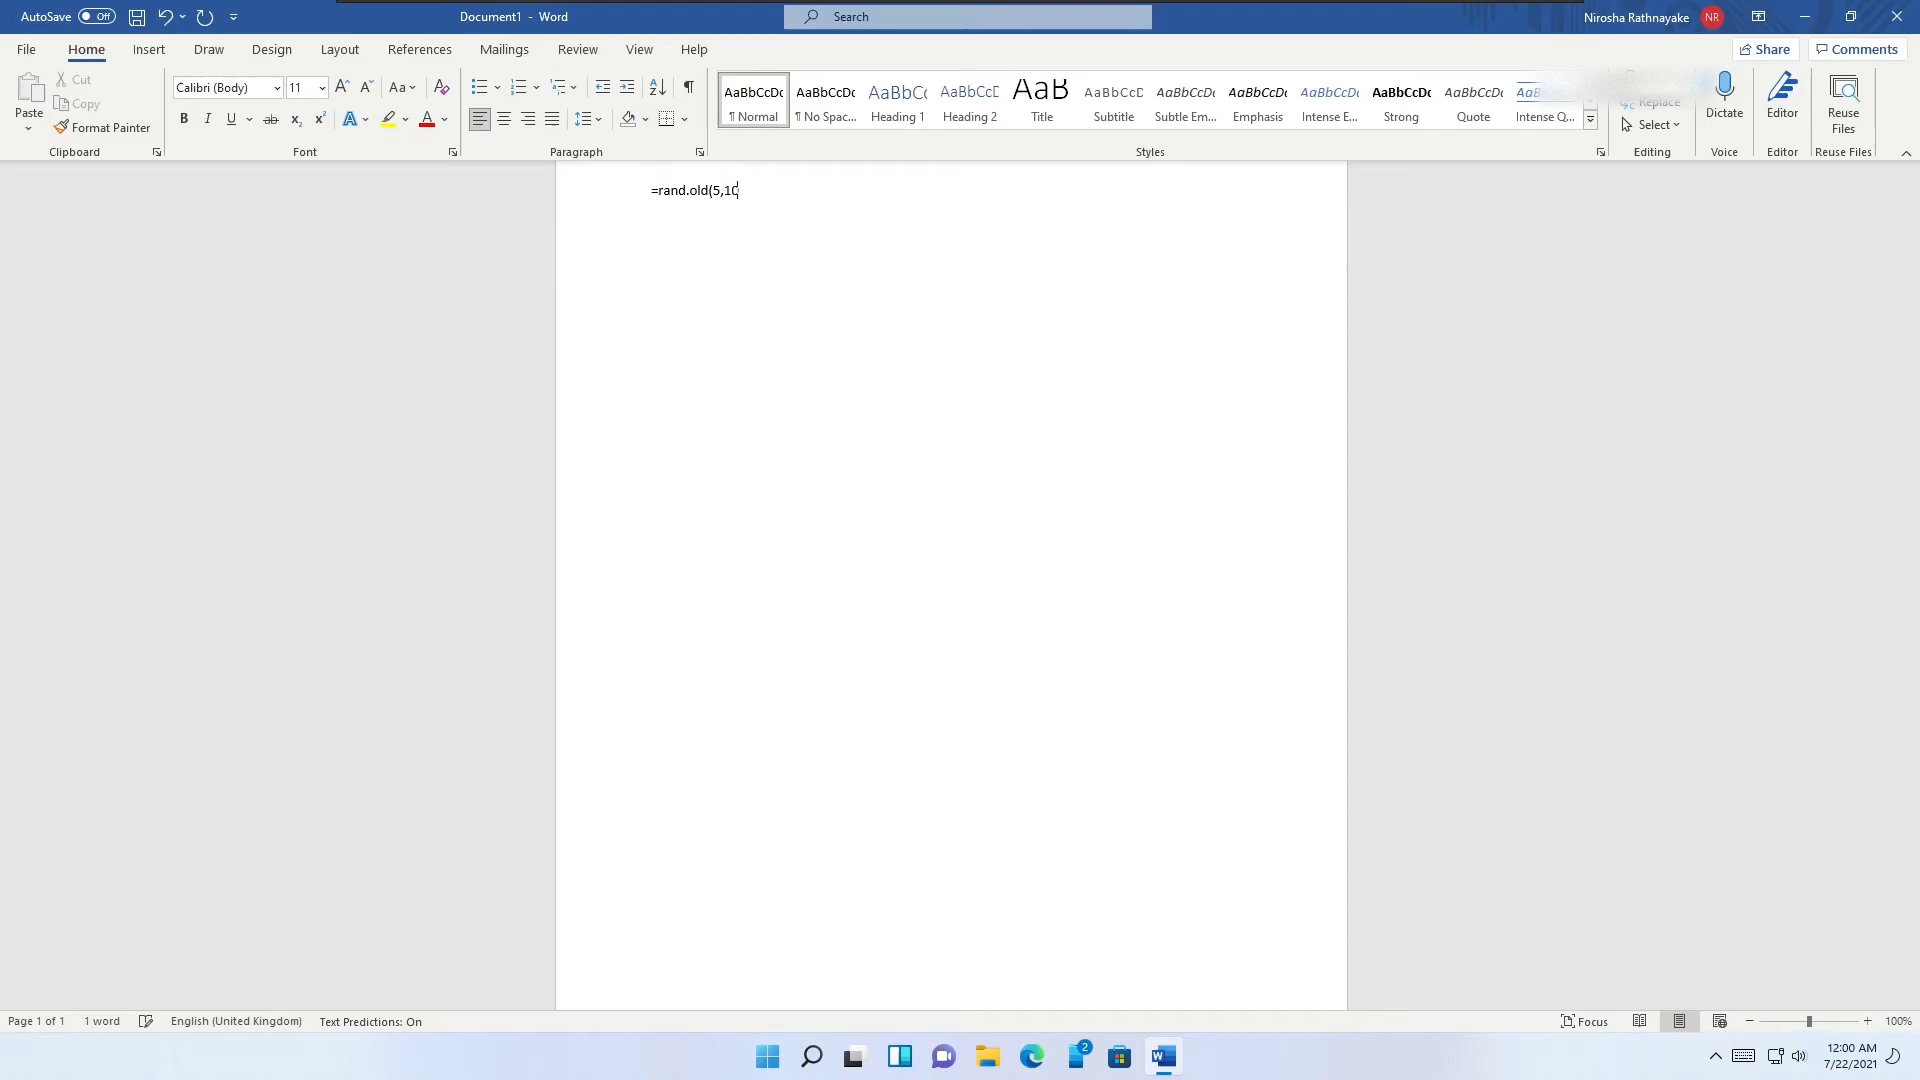 AutoSave Off Document1 - Word Search Nirosha Rathnayake NR
File Home Insert Draw Design Layout References Mailings Review View Help Share Comments
Paste Cut Copy Format Painter Clipboard
Calibri (Body) 11 Aa Font
Paragraph
AaBbCcDc AaBbCcDc AaBbCc AaBbCcD AaB AaBbCcD AaBbCcDc AaBbCcDc AaBbCcDc AaBbCcDc AaBbCcDc
¶ Normal ¶ No Spac... Heading 1 Heading 2 Title Subtitle Subtle Em... Emphasis Intense E... Strong Quote Intense Q...
Styles
Replace
Select
Editing
Dictate
Voice
Editor
Editor
Reuse
Files
Reuse Files
=rand.old(5,10
Page 1 of 1 1 word English (United Kingdom) Text Predictions: On Focus 100%
2
12:00 AM
7/22/2021